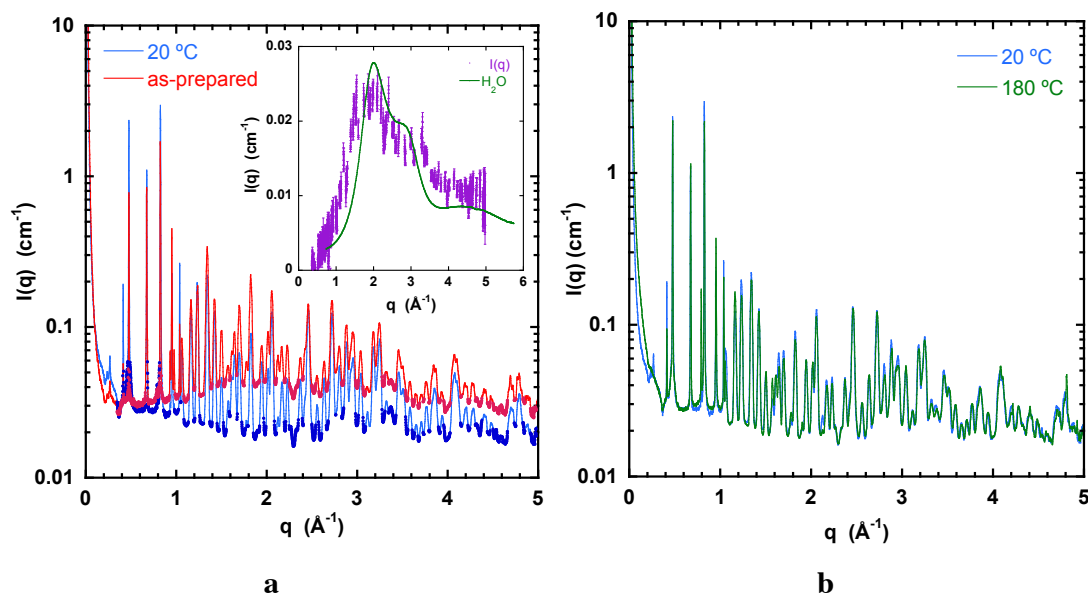 10
20 ºC
as-prepared
0.03
0.02
0.01
0
I(q) (cm⁻¹)
I(q)
H₂O
0 1 2 3 4 5 6
q (Å⁻¹)
1
0.1
0.01
I(q) (cm⁻¹)
0 1 2 3 4 5
q (Å⁻¹)
a
10
20 ºC
180 ºC
1
0.1
0.01
I(q) (cm⁻¹)
0 1 2 3 4 5
q (Å⁻¹)
b